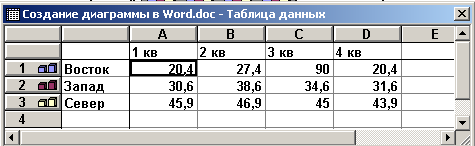 Создание диаграммы в Word.doc - Таблица данных
A B C D E
1 кв 2 кв 3 кв 4 кв
1 Восток 20,4 27,4 90 20,4
2 Запад 30,6 38,6 34,6 31,6
3 Север 45,9 46,9 45 43,9
4